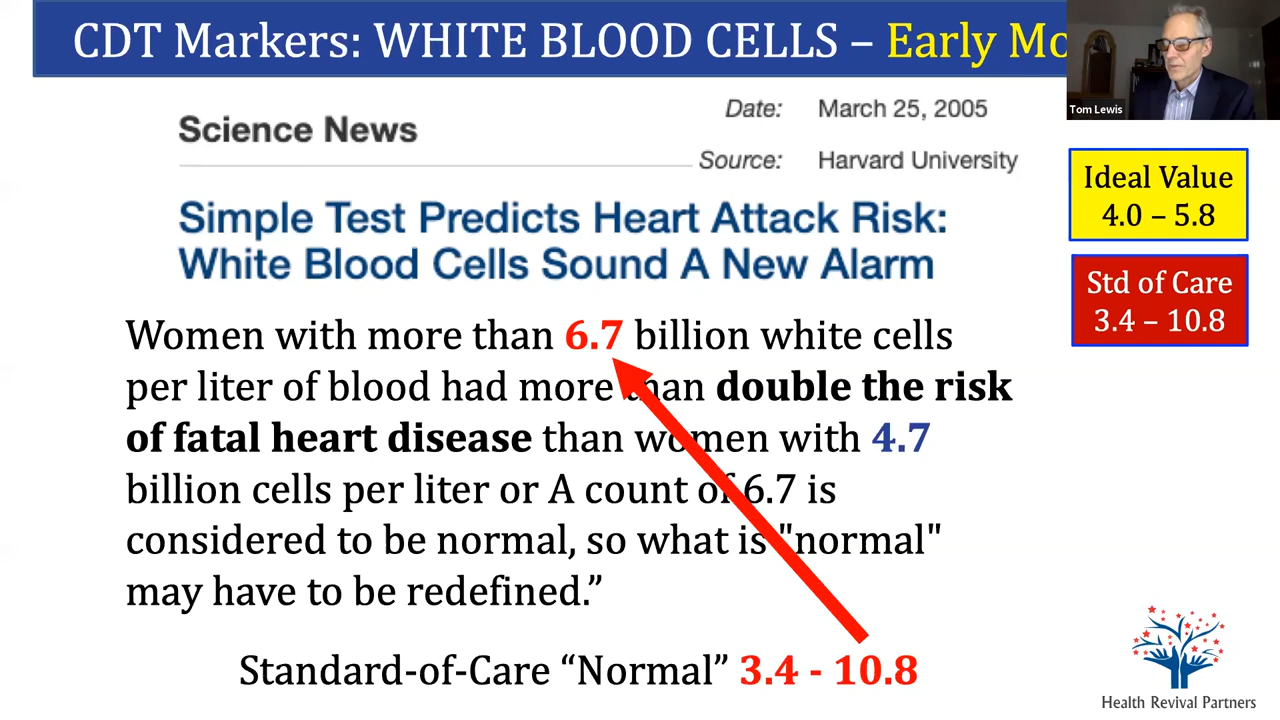 CDT Markers: WHITE BLOOD CELLS – Early Mo
Tom Lewis
Date: March 25, 2005
Science News
Source: Harvard University
Simple Test Predicts Heart Attack Risk:
White Blood Cells Sound A New Alarm
Ideal Value
4.0 – 5.8
Std of Care
3.4 – 10.8
Women with more than 6.7 billion white cells
per liter of blood had more than double the risk
of fatal heart disease than women with 4.7
billion cells per liter or A count of 6.7 is
considered to be normal, so what is "normal"
may have to be redefined.”
Standard-of-Care “Normal” 3.4 - 10.8
Health Revival Partners